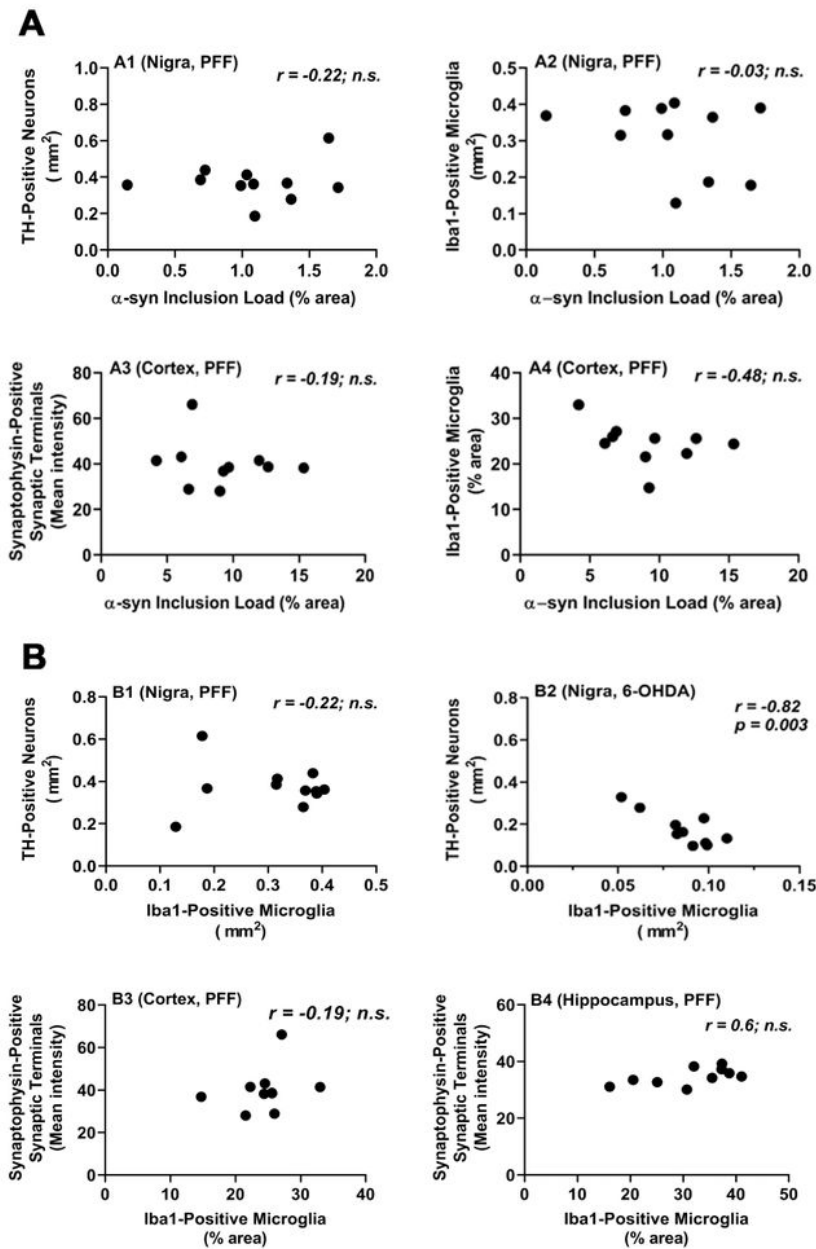 A
A1 (Nigra, PFF)
r = -0.22; n.s.
TH-Positive Neurons
( mm²)
1.0
0.8
0.6
0.4
0.2
0.0
0.0 0.5 1.0 1.5 2.0
α-syn Inclusion Load (% area)
A2 (Nigra, PFF)
r = -0.03; n.s.
Iba1-Positive Microglia
(mm²)
0.5
0.4
0.3
0.2
0.1
0.0
0.0 0.5 1.0 1.5 2.0
α–syn Inclusion Load (% area)
A3 (Cortex, PFF)
r = -0.19; n.s.
Synaptophysin-Positive
Synaptic Terminals
(Mean intensity)
80
60
40
20
0
0 5 10 15 20
α-syn Inclusion Load (% area)
A4 (Cortex, PFF)
r = -0.48; n.s.
Iba1-Positive Microglia
(% area)
40
30
20
10
0
0 5 10 15 20
α–syn Inclusion Load (% area)
B
B1 (Nigra, PFF)
r = -0.22; n.s.
TH-Positive Neurons
( mm²)
0.8
0.6
0.4
0.2
0.0
0.0 0.1 0.2 0.3 0.4 0.5
Iba1-Positive Microglia
( mm²)
B2 (Nigra, 6-OHDA)
r = -0.82
p = 0.003
TH-Positive Neurons
( mm²)
0.8
0.6
0.4
0.2
0.0
0.00 0.05 0.10 0.15
Iba1-Positive Microglia
( mm²)
B3 (Cortex, PFF)
r = -0.19; n.s.
Synaptophysin-Positive
Synaptic Terminals
(Mean intensity)
80
60
40
20
0
0 10 20 30 40
Iba1-Positive Microglia
(% area)
B4 (Hippocampus, PFF)
r = 0.6; n.s.
Synaptophysin-Positive
Synaptic Terminals
(Mean intensity)
60
40
20
0
0 10 20 30 40 50
Iba1-Positive Microglia
(% area)